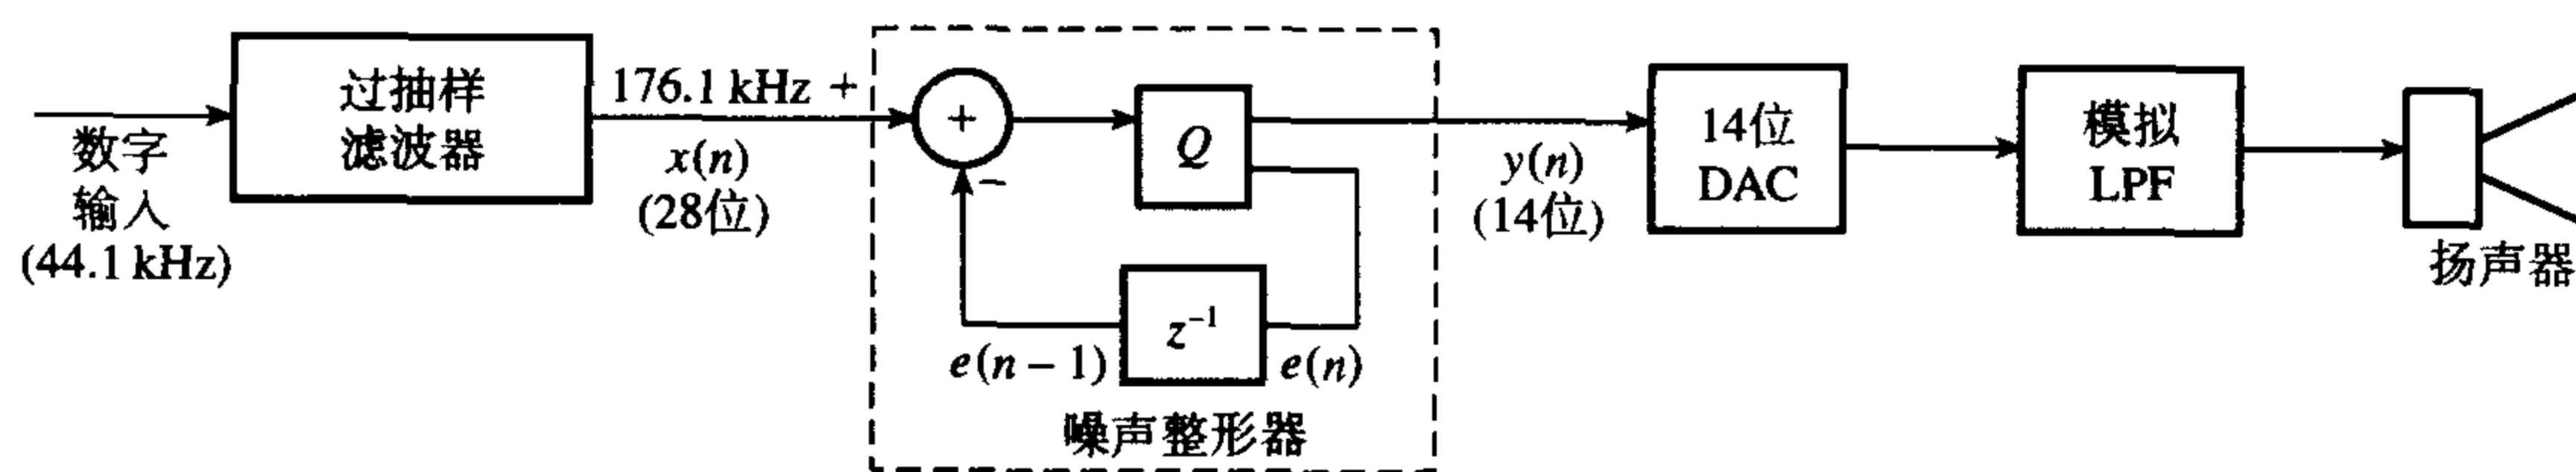 数字
输入
(44.1 kHz)
过抽样
滤波器
176.1 kHz +
x(n)
(28位)
+
−
Q
z⁻¹
e(n − 1)
e(n)
噪声整形器
y(n)
(14位)
14位
DAC
模拟
LPF
扬声器